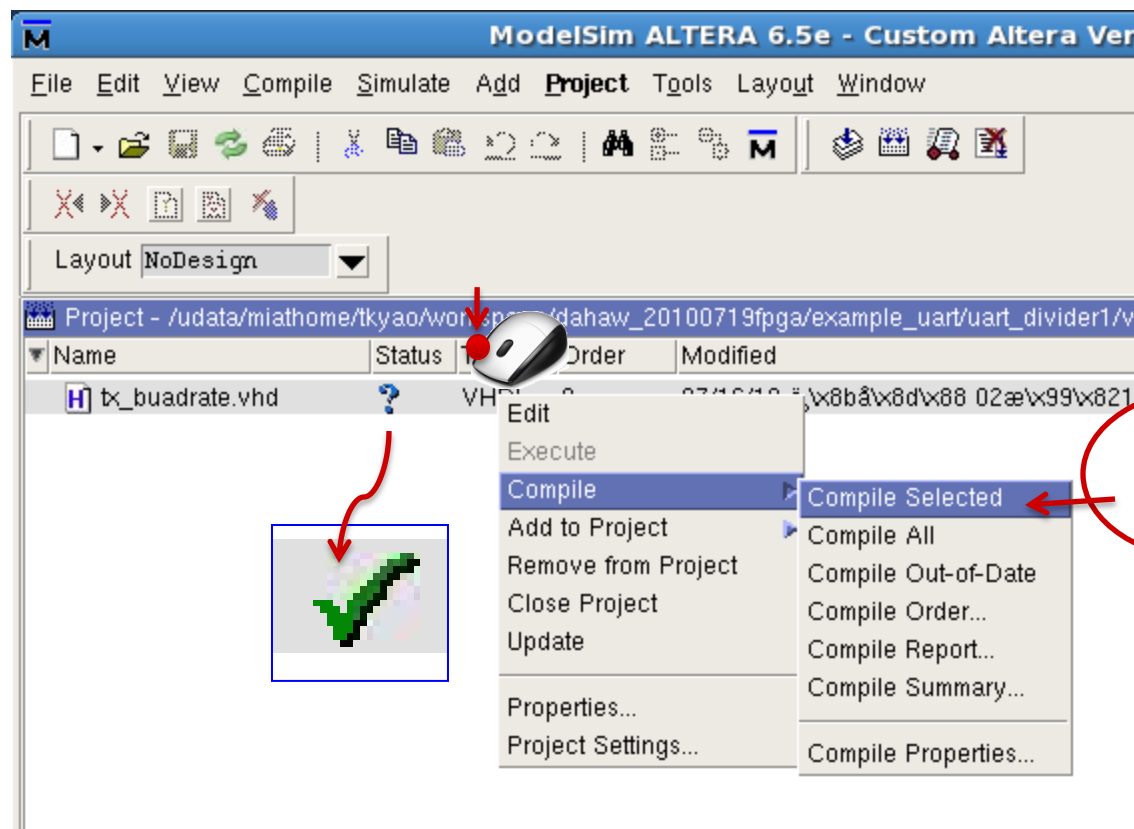 ModelSim ALTERA 6.5e - Custom Altera Ver
File Edit View Compile Simulate Add Project Tools Layout Window
Layout NoDesign
Project - /udata/miathome/tkyao/workspace/dahaw_20100719fpga/example_uart/uart_divider1/v
Name Status Order Modified
tx_buadrate.vhd VHDL
Edit
Execute
Compile
Add to Project
Remove from Project
Close Project
Update
Properties...
Project Settings...
Compile Selected
Compile All
Compile Out-of-Date
Compile Order...
Compile Report...
Compile Summary...
Compile Properties...